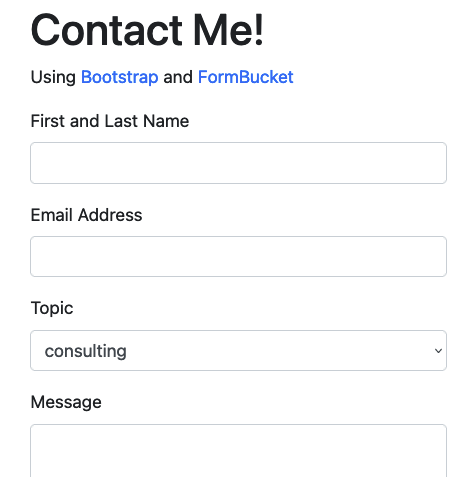 Contact Me!
Using Bootstrap and FormBucket
First and Last Name
Email Address
Topic
consulting
Message